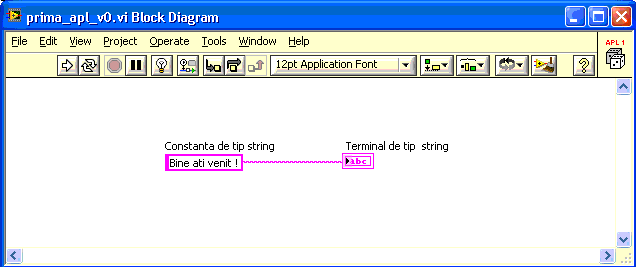 prima_apl_v0.vi Block Diagram
File Edit View Project Operate Tools Window Help
APL 1
12pt Application Font
?
Constanta de tip string Terminal de tip string
Bine ati venit ! abc